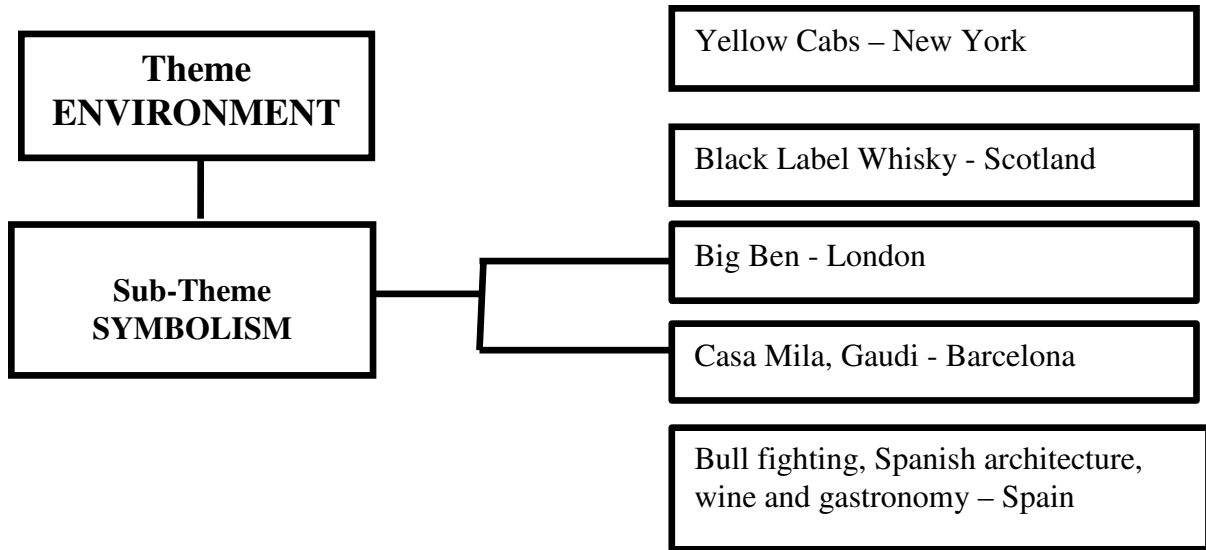 Theme
ENVIRONMENT
Sub-Theme
SYMBOLISM
Yellow Cabs – New York
Black Label Whisky - Scotland
Big Ben - London
Casa Mila, Gaudi - Barcelona
Bull fighting, Spanish architecture,
wine and gastronomy – Spain